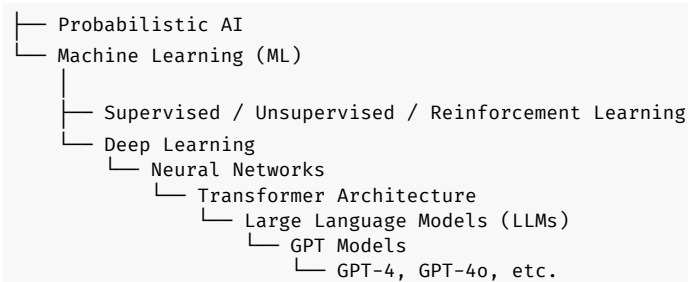 ├── Probabilistic AI
└── Machine Learning (ML)
    │
    ├── Supervised / Unsupervised / Reinforcement Learning
    └── Deep Learning
        └── Neural Networks
            └── Transformer Architecture
                └── Large Language Models (LLMs)
                    └── GPT Models
                        └── GPT-4, GPT-4o, etc.